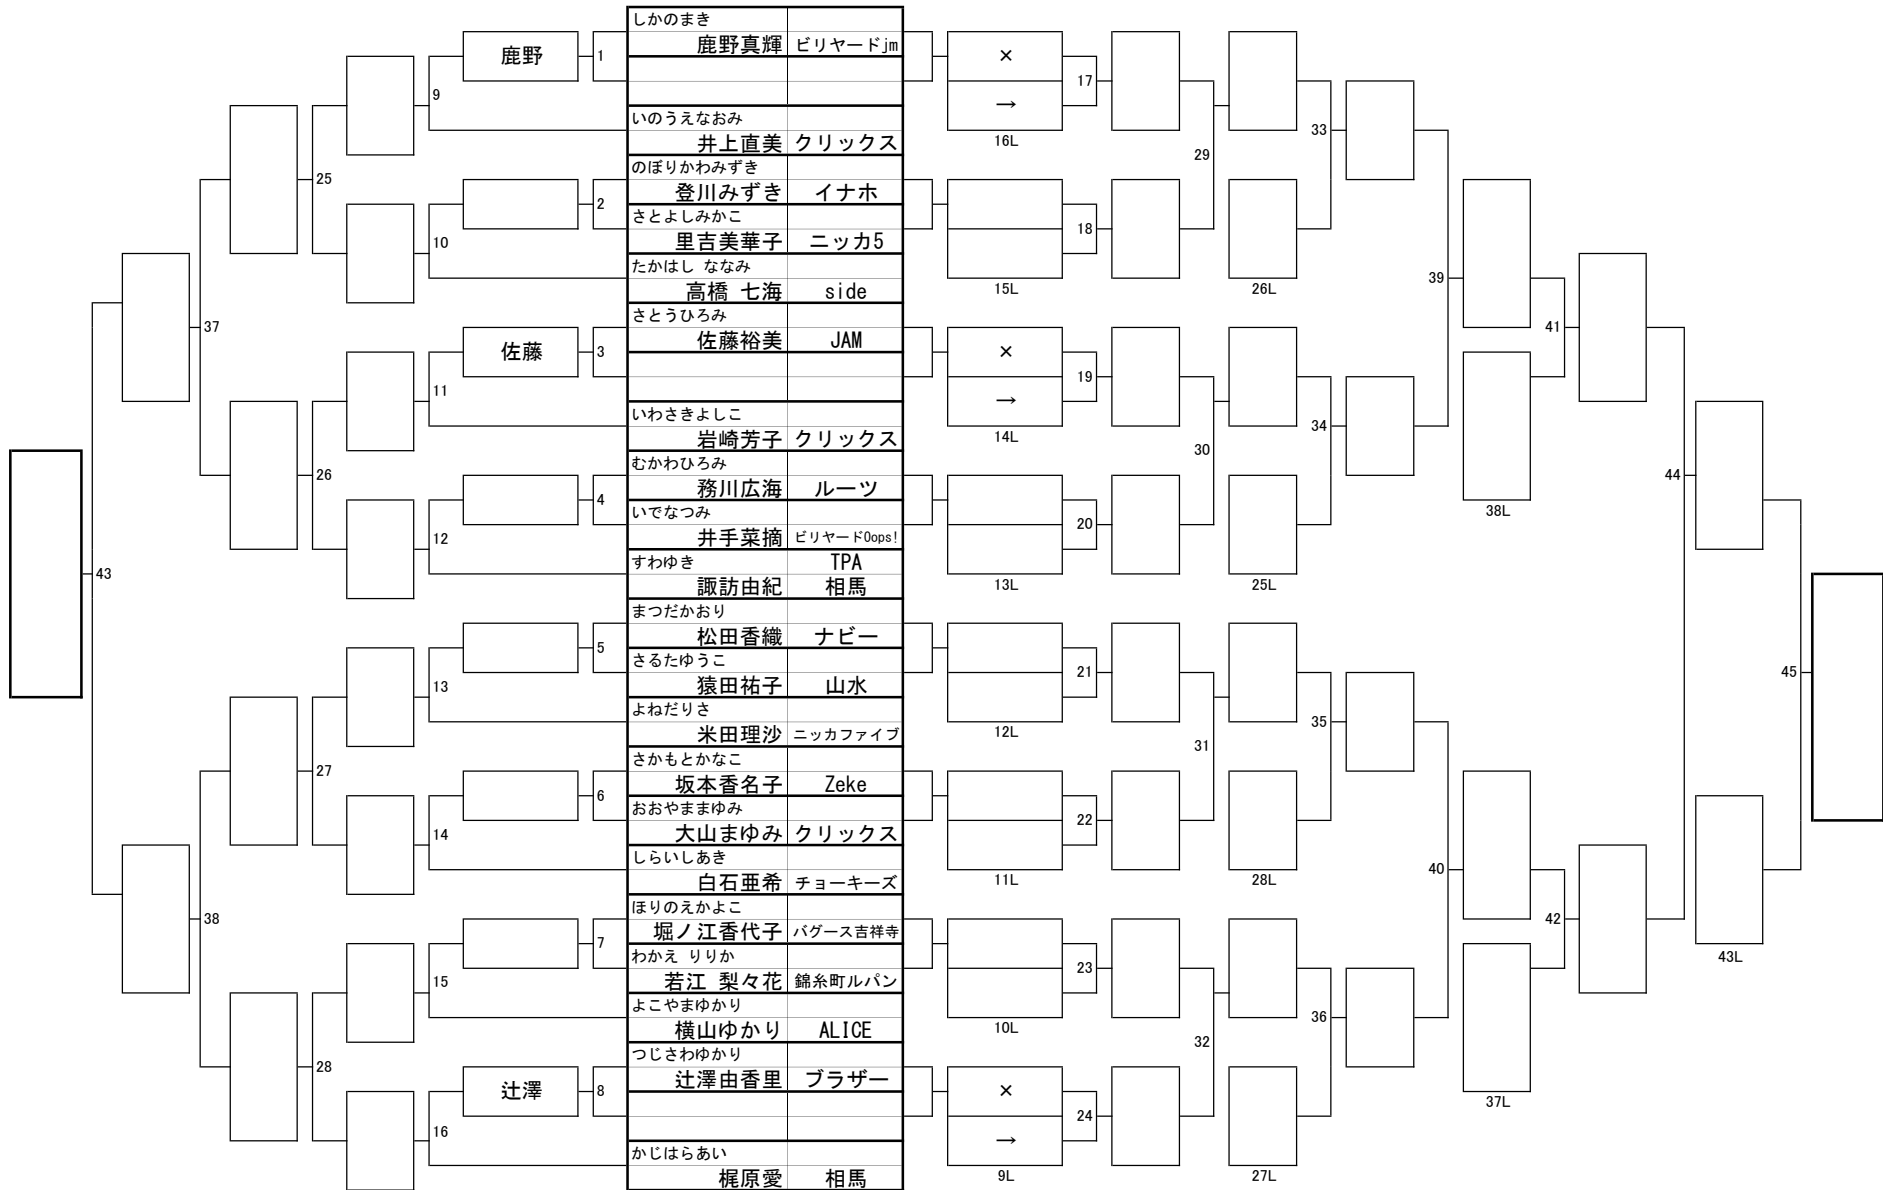 しかのまき
鹿野真輝 ビリヤードjm
いのうえなおみ
井上直美 クリックス
のぼりかわみずき
登川みずき イナホ
さとよしみかこ
里吉美華子 ニッカ5
たかはし ななみ
高橋 七海 side
さとうひろみ
佐藤裕美 JAM
いわさきよしこ
岩崎芳子 クリックス
むかわひろみ
務川広海 ルーツ
いでなつみ
井手菜摘 ビリヤードOops!
すわゆき TPA
諏訪由紀 相馬
まつだかおり
松田香織 ナビー
さるたゆうこ
猿田祐子 山水
よねだりさ
米田理沙 ニッカファイブ
さかもとかなこ
坂本香名子 Zeke
おおやままゆみ
大山まゆみ クリックス
しらいしあき
白石亜希 チョーキーズ
ほりのえかよこ
堀ノ江香代子 バグース吉祥寺
わかえ りりか
若江 梨々花 錦糸町ルパン
よこやまゆかり
横山ゆかり ALICE
つじさわゆかり
辻澤由香里 ブラザー
かじはらあい
梶原愛 相馬
鹿野
佐藤
辻澤
1
2
3
4
5
6
7
8
9
10
11
12
13
14
15
16
25
26
27
28
37
38
43
×
→
16L
15L
×
→
14L
13L
12L
11L
10L
×
→
9L
17
18
19
20
21
22
23
24
29
30
31
32
26L
25L
28L
27L
33
34
35
36
39
40
38L
37L
41
42
44
43L
45